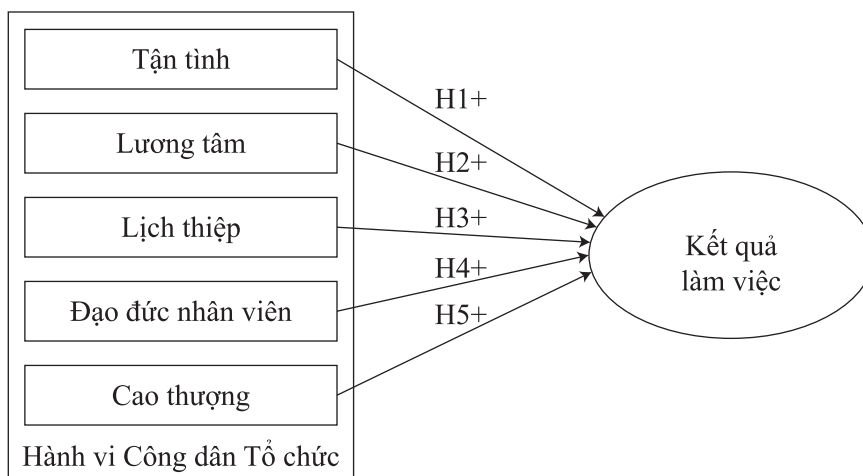 Tận tình
H1+
Lương tâm
H2+
Lịch thiệp
H3+
Kết quả
làm việc
H4+
Đạo đức nhân viên
H5+
Cao thượng
Hành vi Công dân Tổ chức